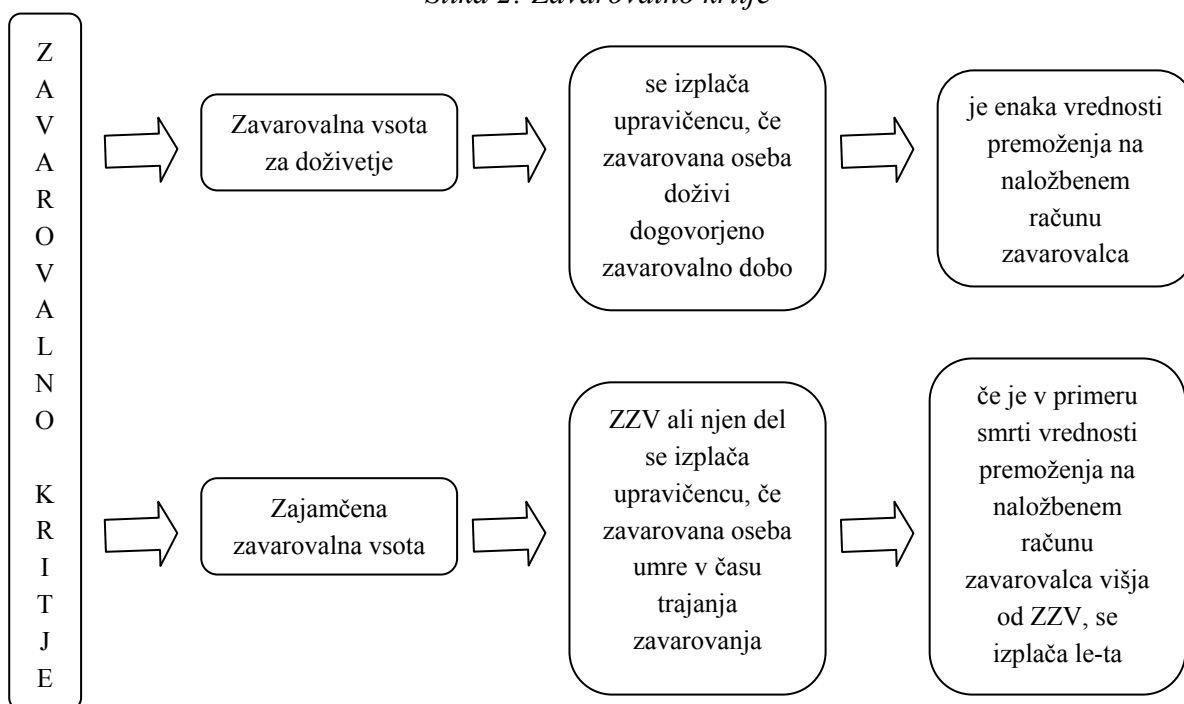 Slika 2: Zavarovalno kritje
ZAVAROVALNO KRITJE
Zavarovalna vsota
za doživetje
se izplača
upravičencu, če
zavarovana oseba
doživi
dogovorjeno
zavarovalno dobo
je enaka vrednosti
premoženja na
naložbenem
računu
zavarovalca
Zajamčena
zavarovalna vsota
ZZV ali njen del
se izplača
upravičencu, če
zavarovana oseba
umre v času
trajanja
zavarovanja
če je v primeru
smrti vrednosti
premoženja na
naložbenem
računu
zavarovalca višja
od ZZV, se
izplača le-ta